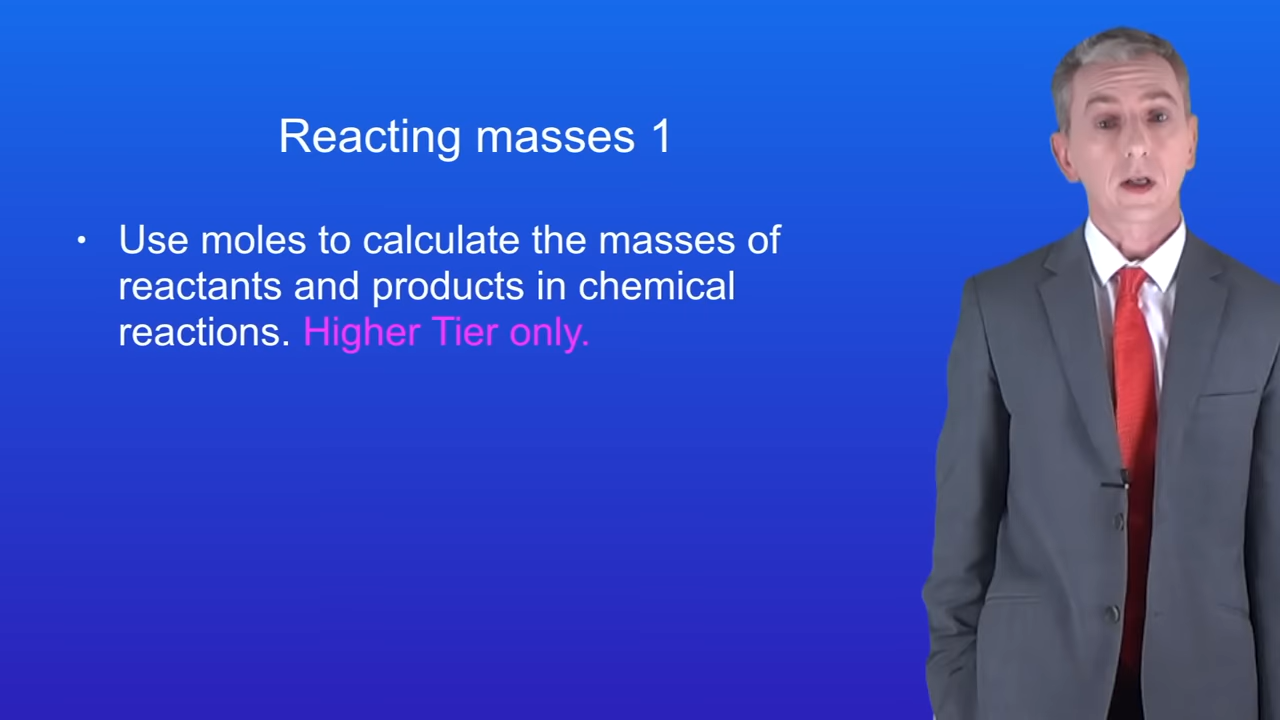 Reacting masses 1
• Use moles to calculate the masses of
reactants and products in chemical
reactions. Higher Tier only.